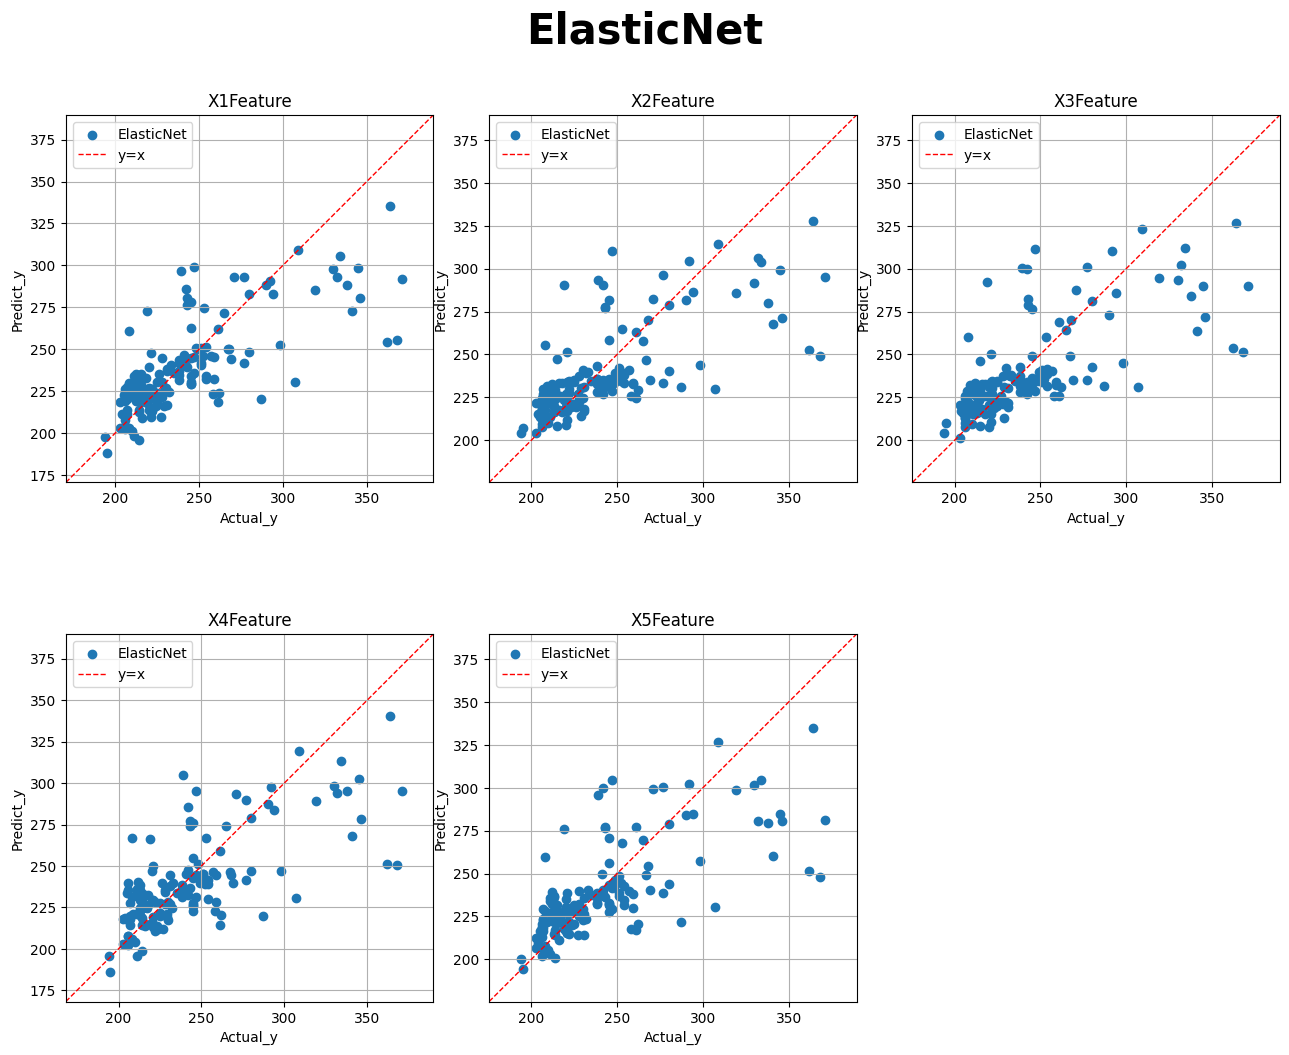 ElasticNet
X1Feature
ElasticNet
y=x
375
350
325
300
275
250
225
200
175
Predict_y
200 250 300 350
Actual_y
X2Feature
ElasticNet
y=x
375
350
325
300
275
250
225
200
Predict_y
200 250 300 350
Actual_y
X3Feature
ElasticNet
y=x
375
350
325
300
275
250
225
200
Predict_y
200 250 300 350
Actual_y
X4Feature
ElasticNet
y=x
375
350
325
300
275
250
225
200
175
Predict_y
200 250 300 350
Actual_y
X5Feature
ElasticNet
y=x
375
350
325
300
275
250
225
200
Predict_y
200 250 300 350
Actual_y